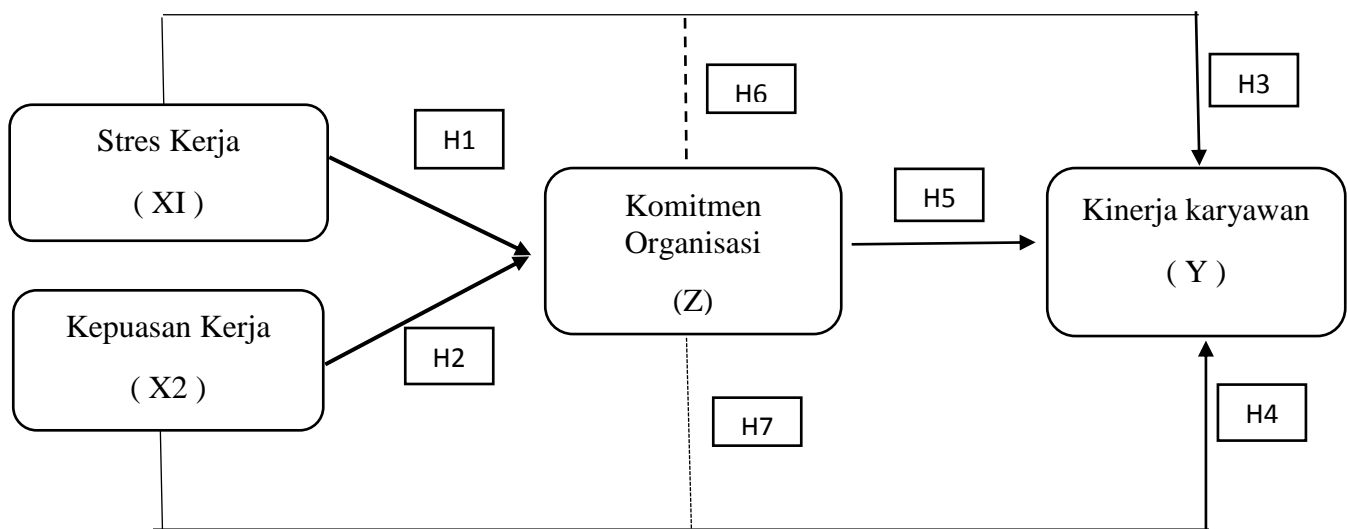 H3
H6
Stres Kerja
( XI )
H1
Komitmen
Organisasi
(Z)
H5
Kinerja karyawan
( Y )
Kepuasan Kerja
( X2 )
H2
H7
H4